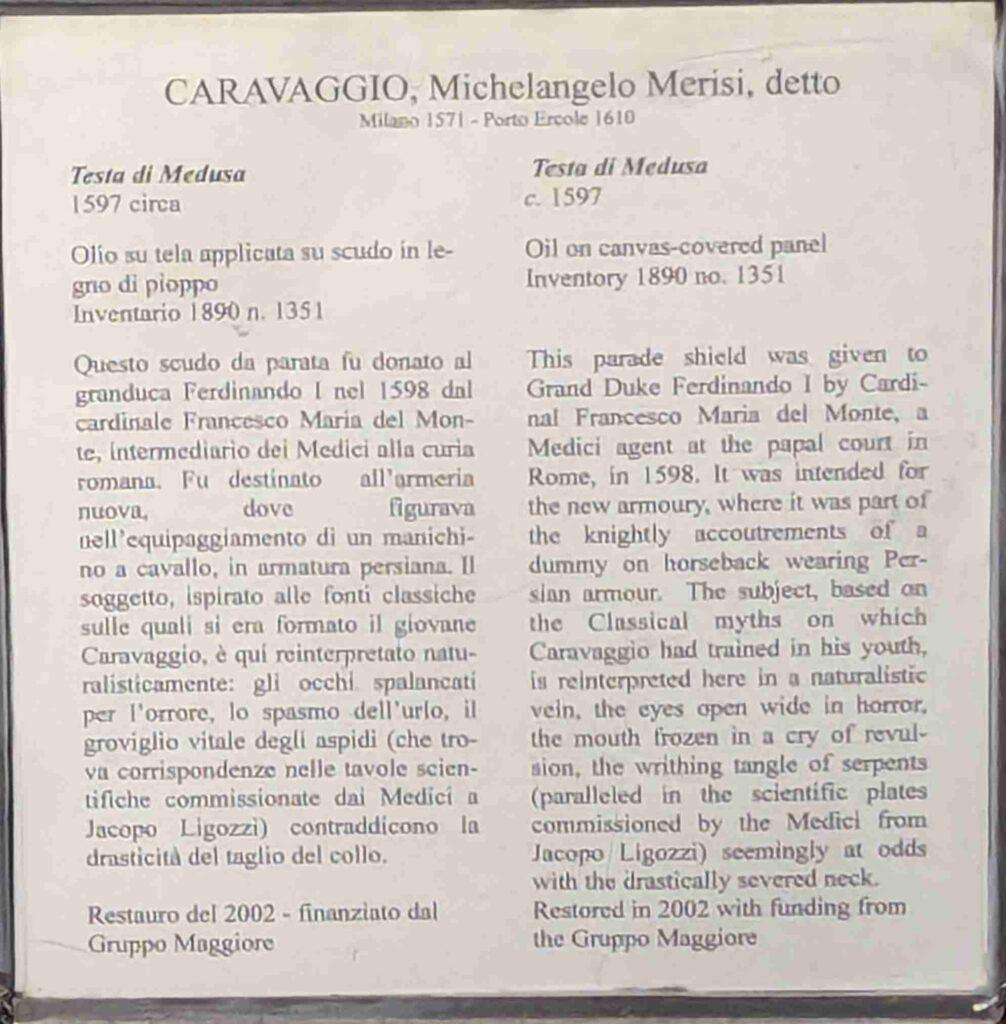 CARAVAGGIO, Michelangelo Merisi, detto
Milano 1571 - Porto Ercole 1610
Testa di Medusa
1597 circa
Olio su tela applicata su scudo in le-
gno di pioppo
Inventario 1890 n. 1351
Questo scudo da parata fu donato al
granduca Ferdinando I nel 1598 dal
cardinale Francesco Maria del Mon-
te, intermediario dei Medici alla curia
romana. Fu destinato all'armeria
nuova, dove figurava
nell'equipaggiamento di un manichi-
no a cavallo, in armatura persiana. Il
soggetto, ispirato alle fonti classiche
sulle quali si era formato il giovane
Caravaggio, è qui reinterpretato natu-
ralisticamente: gli occhi spalancati
per l'orrore, lo spasmo dell'urlo, il
groviglio vitale degli aspidi (che tro-
va corrispondenze nelle tavole scien-
tifiche commissionate dai Medici a
Jacopo Ligozzi) contraddicono la
drasticità del taglio del collo.
Restauro del 2002 - finanziato dal
Gruppo Maggiore
Testa di Medusa
c. 1597
Oil on canvas-covered panel
Inventory 1890 no. 1351
This parade shield was given to
Grand Duke Ferdinando I by Cardi-
nal Francesco Maria del Monte, a
Medici agent at the papal court in
Rome, in 1598. It was intended for
the new armoury, where it was part of
the knightly accoutrements of a
dummy on horseback wearing Per-
sian armour. The subject, based on
the Classical myths on which
Caravaggio had trained in his youth,
is reinterpreted here in a naturalistic
vein, the eyes open wide in horror,
the mouth frozen in a cry of revul-
sion, the writhing tangle of serpents
(paralleled in the scientific plates
commissioned by the Medici from
Jacopo Ligozzi) seemingly at odds
with the drastically severed neck.
Restored in 2002 with funding from
the Gruppo Maggiore